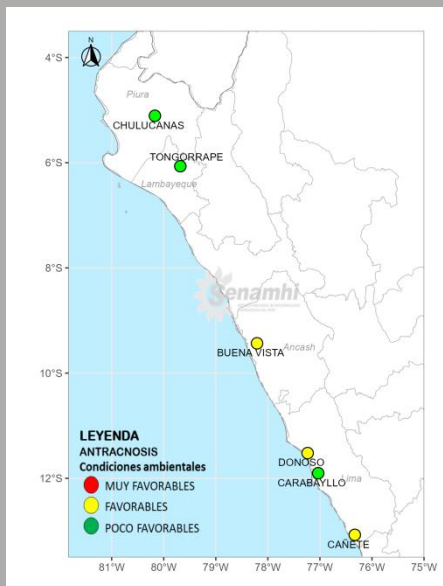 N
4°S
Piura
CHULUCANAS
TONGORRAPE
6°S
Lambayeque
8°S
Senamhi
BUENA VISTA
Ancash
10°S
LEYENDA
ANTRACNOSIS
Condiciones ambientales
MUY FAVORABLES
FAVORABLES
POCO FAVORABLES
DONOSO
CARABAYLLO
Lima
12°S
CAÑETE
81°W 80°W 79°W 78°W 77°W 76°W 75°W